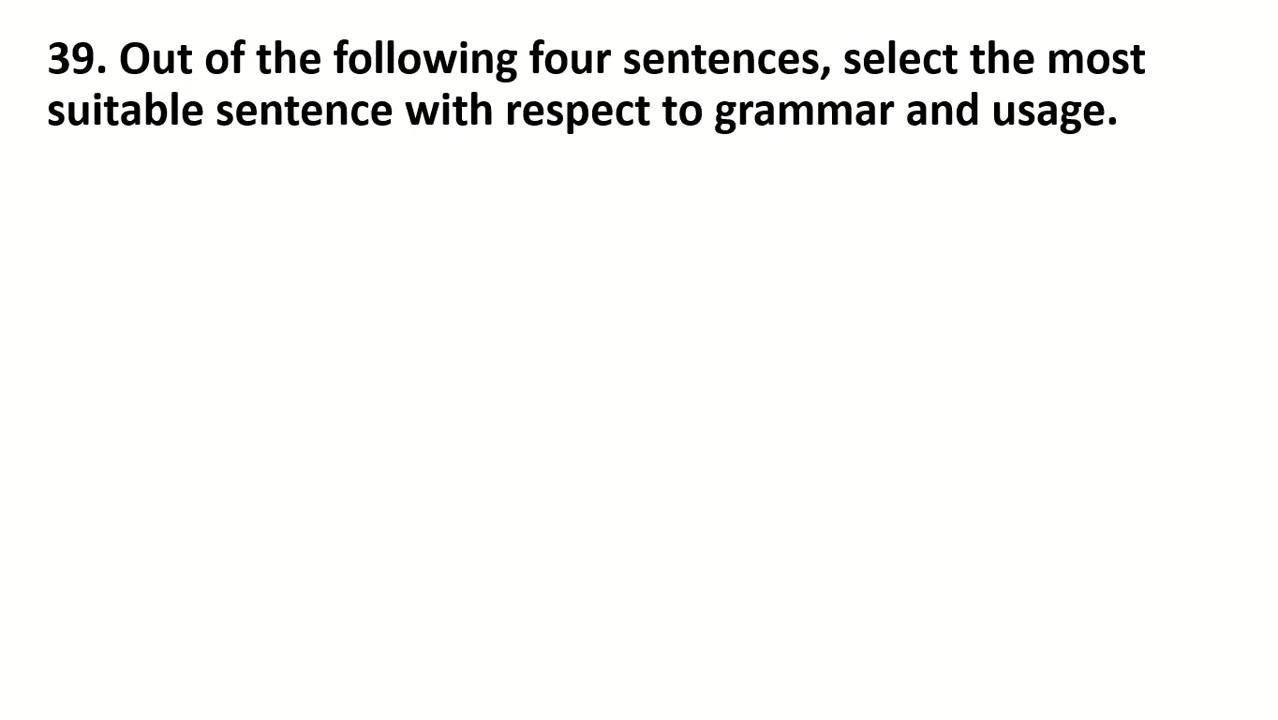 39. Out of the following four sentences, select the most
suitable sentence with respect to grammar and usage.